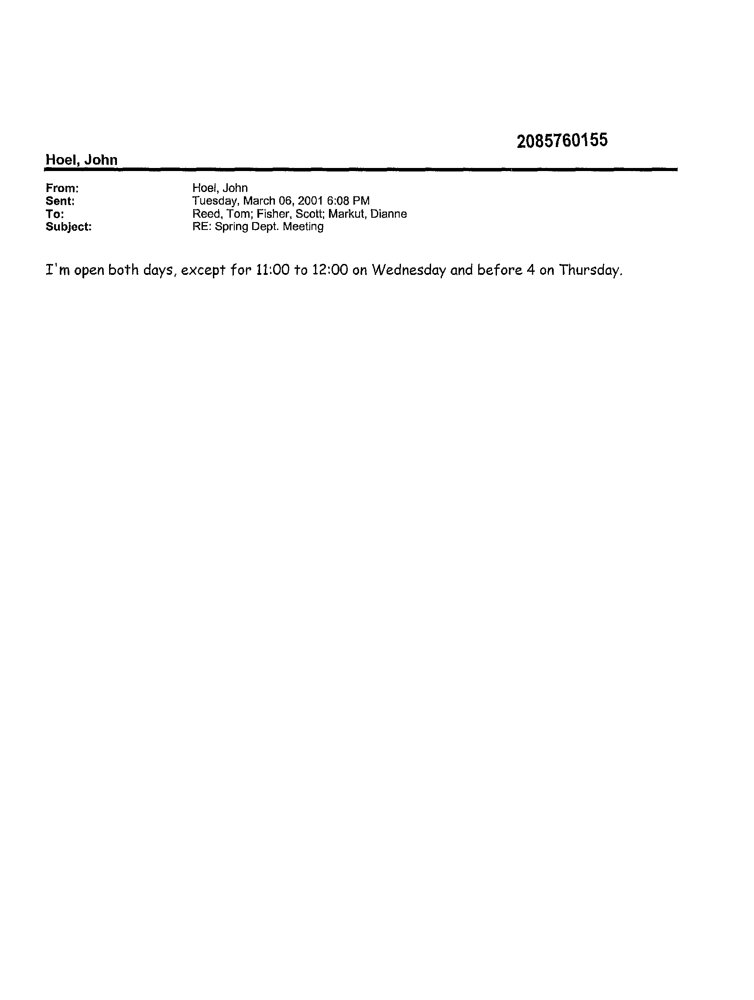 2085760155
Hoel, John
From: Hoel, John
Sent: Tuesday, March 06, 2001 6:08 PM
To: Reed, Tom; Fisher, Scott; Markut, Dianne
Subject: RE: Spring Dept. Meeting
I'm open both days, except for 11:00 to 12:00 on Wednesday and before 4 on Thursday.